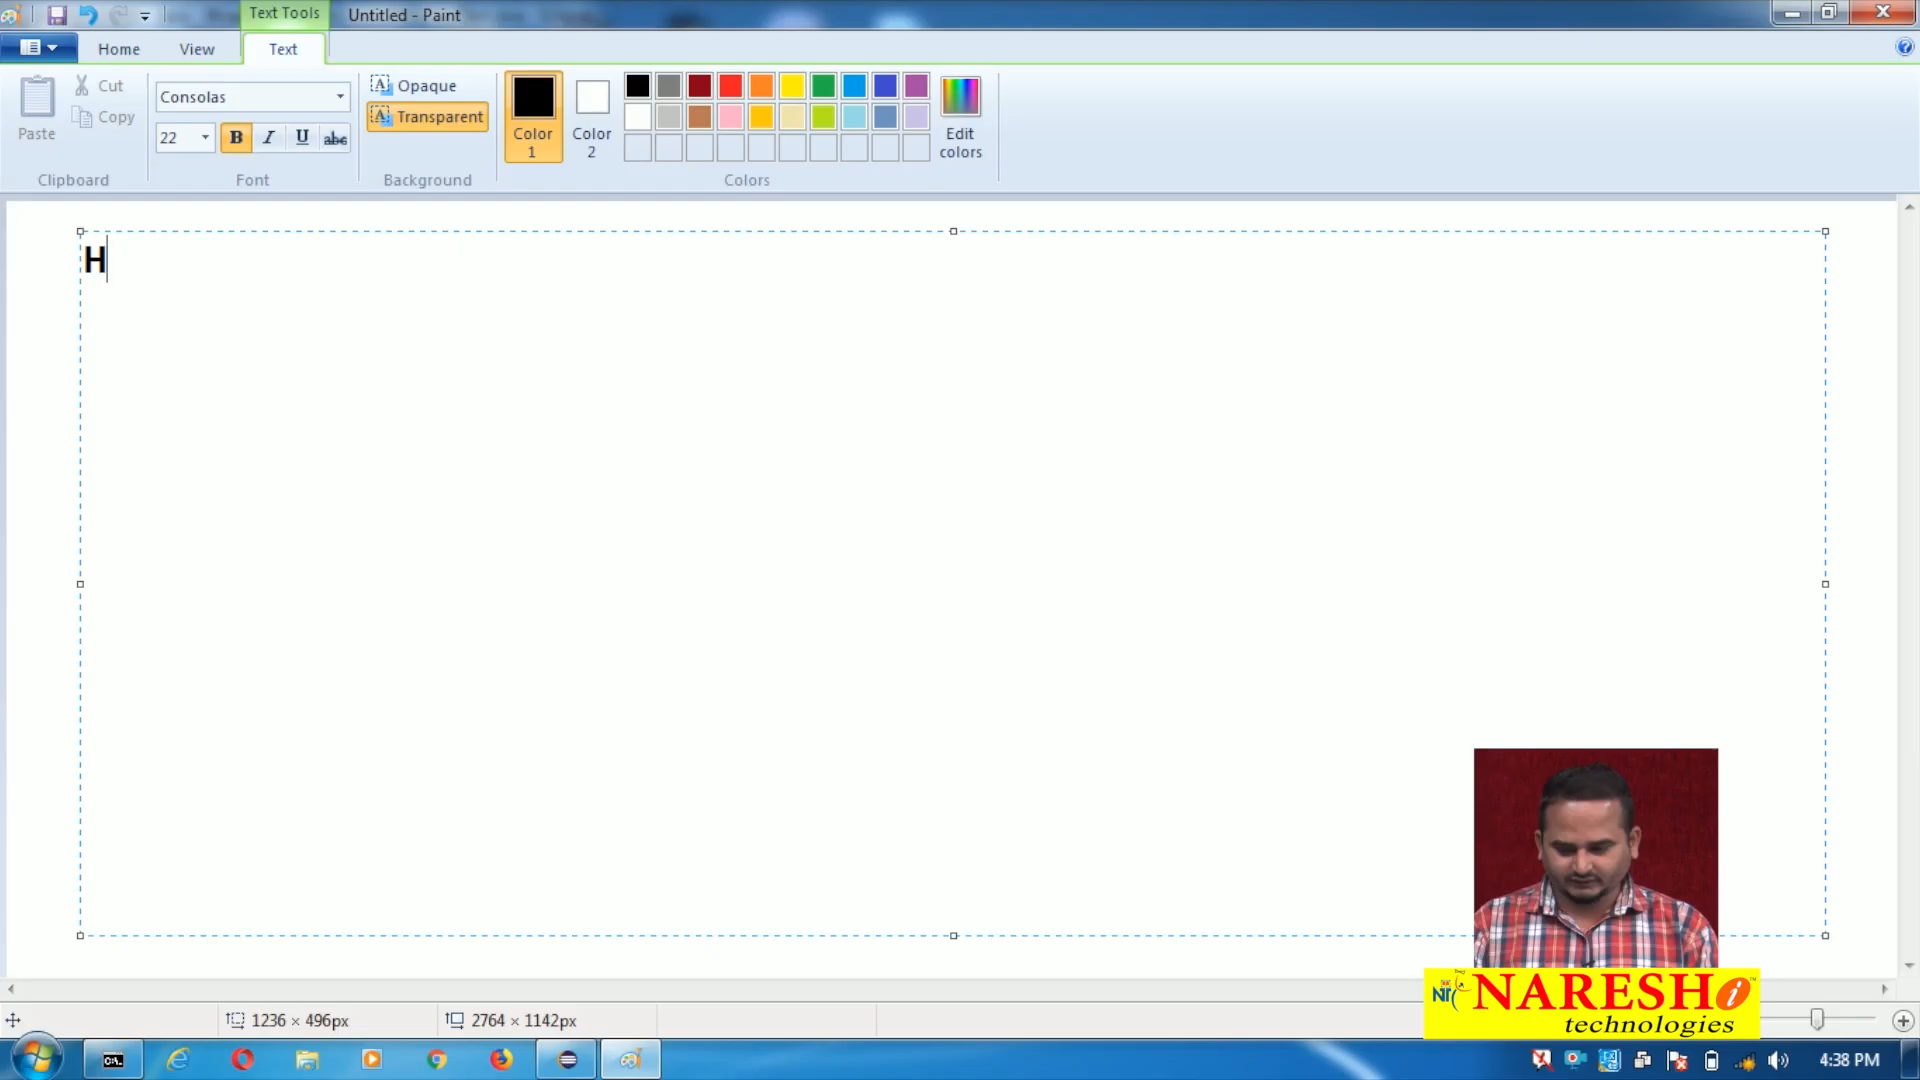 Text Tools
Untitled - Paint
Home
View
Text
Paste
Cut
Copy
Clipboard
Consolas
22
B
I
U
abc
Font
Opaque
Transparent
Background
Color
1
Color
2
Edit
colors
Colors
H
NARESH i
technologies
1236 × 496px
2764 × 1142px
4:38 PM